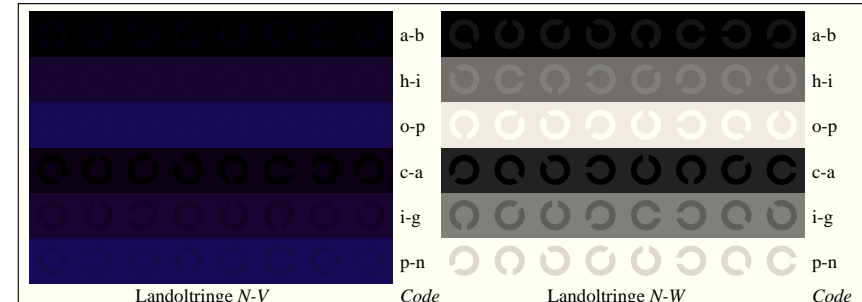 a-b a-b
h-i h-i
o-p o-p
c-a c-a
i-g i-g
p-n p-n
Landoltringe N-V Code Landoltringe N-W Code